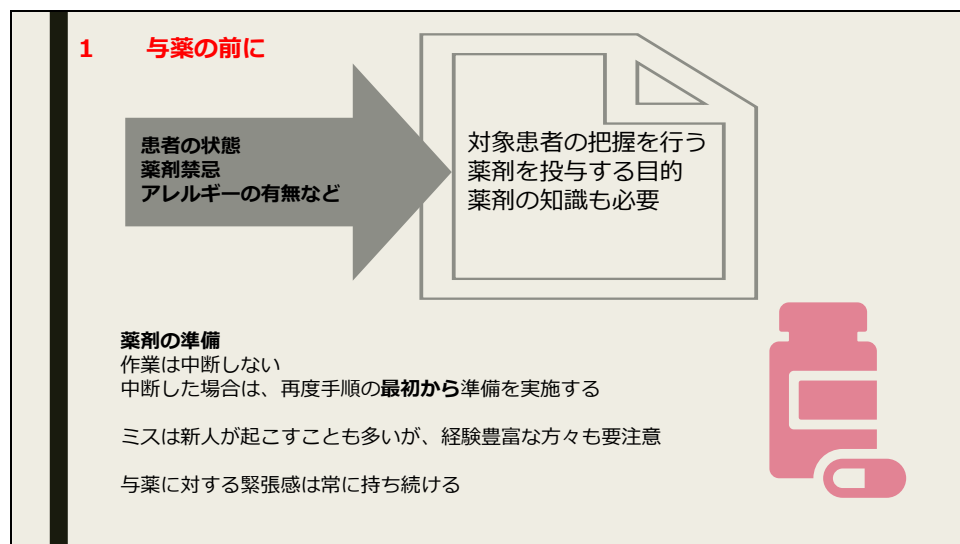 1 与薬の前に
患者の状態
薬剤禁忌
アレルギーの有無など
対象患者の把握を行う
薬剤を投与する目的
薬剤の知識も必要
薬剤の準備
作業は中断しない
中断した場合は、再度手順の最初から準備を実施する
ミスは新人が起こすことも多いが、経験豊富な方々も要注意
与薬に対する緊張感は常に持ち続ける